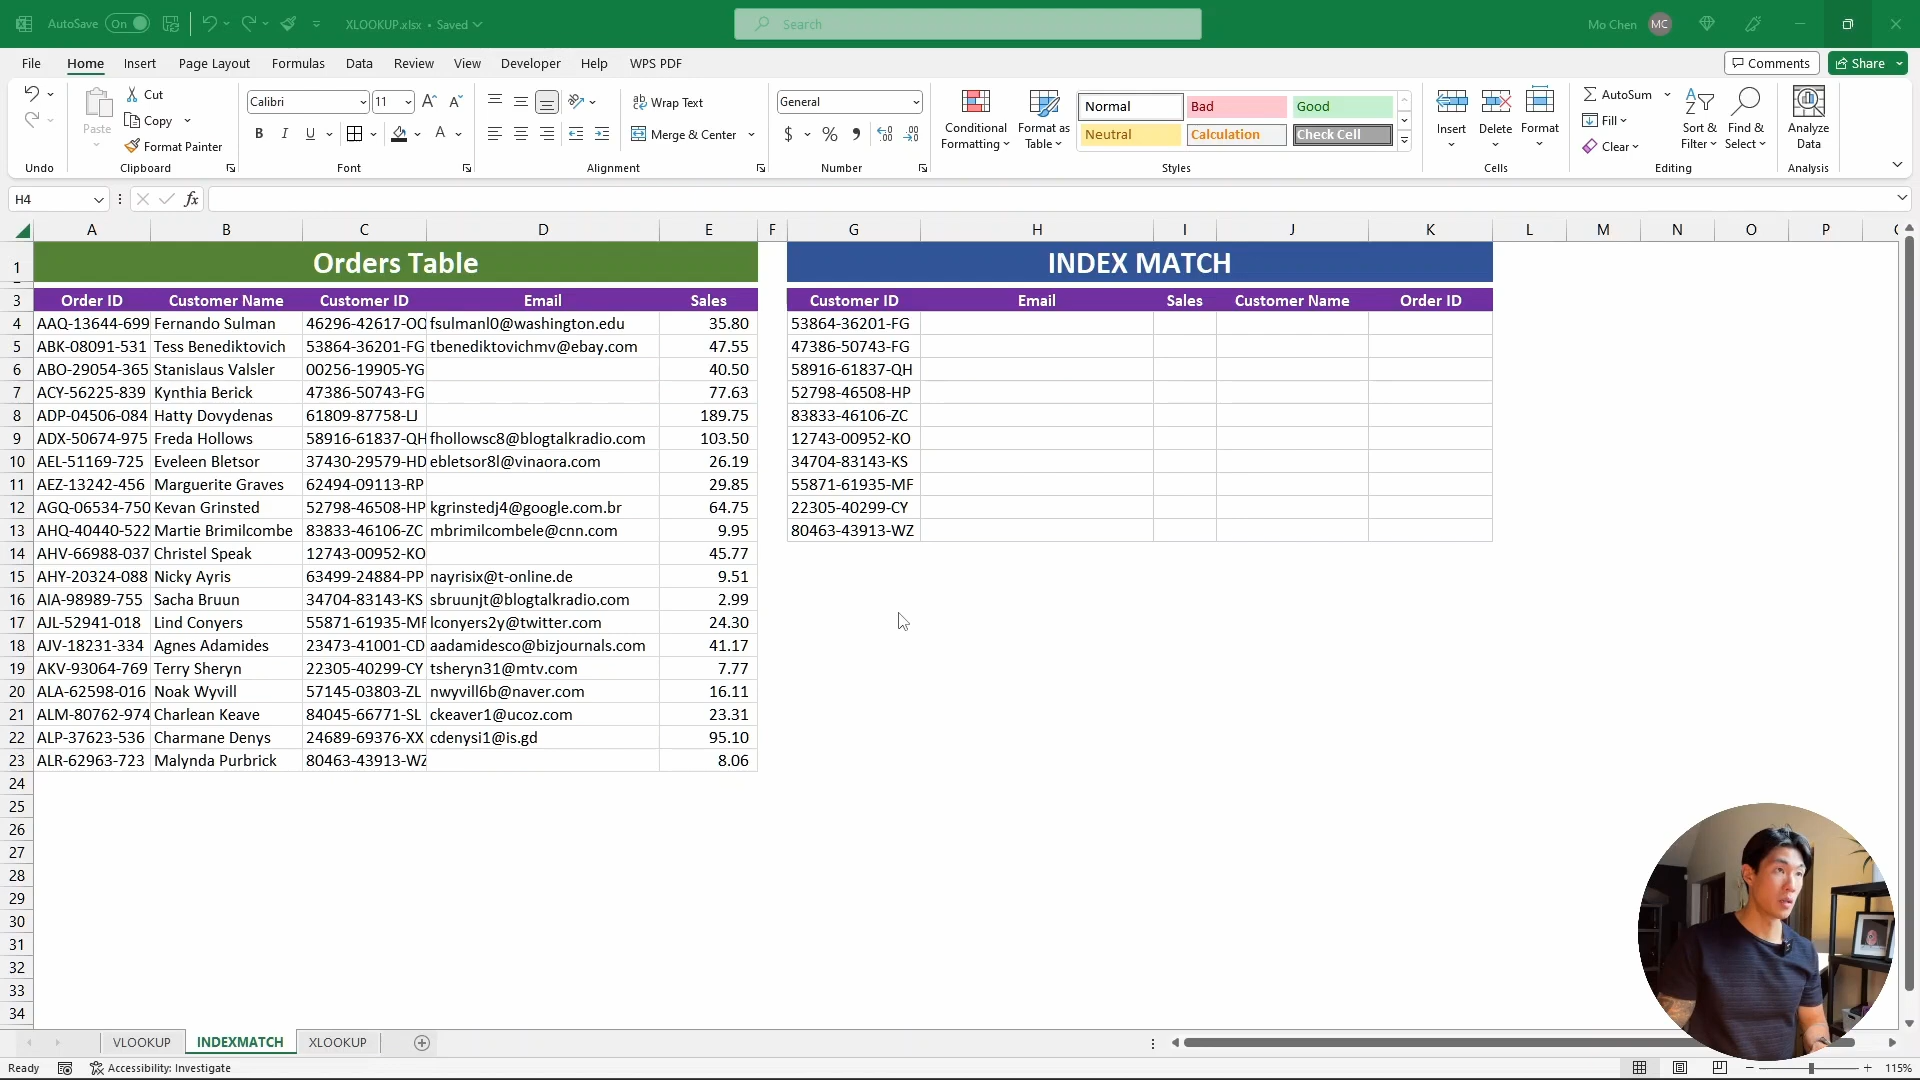 AutoSave On XLOOKUP.xlsx • Saved Search Mo Chen MC
File Home Insert Page Layout Formulas Data Review View Developer Help WPS PDF Comments Share
Paste Cut Copy Format Painter
Calibri 11
B I U A
Wrap Text
Merge & Center
General
$ % ,
Conditional Formatting
Format as Table
Normal Bad Good
Neutral Calculation Check Cell
Insert Delete Format
AutoSum
Fill
Clear
Sort & Filter
Find & Select
Analyze Data
Undo Clipboard Font Alignment Number Styles Cells Editing Analysis
H4 fx
A B C D E F G H I J K L M N O P
1 Orders Table INDEX MATCH
3 Order ID Customer Name Customer ID Email Sales Customer ID Email Sales Customer Name Order ID
4 AAQ-13644-699 Fernando Sulman 46296-42617-OQ fsulmanl0@washington.edu 35.80 53864-36201-FG
5 ABK-08091-531 Tess Benediktovich 53864-36201-FG tbenediktovichmv@ebay.com 47.55 47386-50743-FG
6 ABO-29054-365 Stanislaus Valsler 00256-19905-YG 40.50 58916-61837-QH
7 ACY-56225-839 Kynthia Berick 47386-50743-FG 77.63 52798-46508-HP
8 ADP-04506-084 Hatty Dovydenas 61809-87758-LJ 189.75 83833-46106-ZC
9 ADX-50674-975 Freda Hollows 58916-61837-QH fhollowsc8@blogtalkradio.com 103.50 12743-00952-KO
10 AEL-51169-725 Eveleen Bletsor 37430-29579-HD ebletsor8l@vinaora.com 26.19 34704-83143-KS
11 AEZ-13242-456 Marguerite Graves 62494-09113-RP 29.85 55871-61935-MF
12 AGQ-06534-750 Kevan Grinsted 52798-46508-HP kgrinstedj4@google.com.br 64.75 22305-40299-CY
13 AHQ-40440-522 Martie Brimilcombe 83833-46106-ZC mbrimilcombele@cnn.com 9.95 80463-43913-WZ
14 AHV-66988-037 Christel Speak 12743-00952-KO 45.77
15 AHY-20324-088 Nicky Ayris 63499-24884-PP nayrisix@t-online.de 9.51
16 AIA-98989-755 Sacha Bruun 34704-83143-KS sbruunjt@blogtalkradio.com 2.99
17 AJL-52941-018 Lind Conyers 55871-61935-MF lconyers2y@twitter.com 24.30
18 AJV-18231-334 Agnes Adamides 23473-41001-CD aadamidesco@bizjournals.com 41.17
19 AKV-93064-769 Terry Sheryn 22305-40299-CY tsheryn31@mtv.com 7.77
20 ALA-62598-016 Noak Wyvill 57145-03803-ZL nwyvill6b@naver.com 16.11
21 ALM-80762-974 Charlean Keave 84045-66771-SL ckeaver1@ucoz.com 23.31
22 ALP-37623-536 Charmane Denys 24689-69376-XX cdenysi1@is.gd 95.10
23 ALR-62963-723 Malynda Purbrick 80463-43913-WZ 8.06
24
25
26
27
28
29
30
31
32
33
34
VLOOKUP INDEXMATCH XLOOKUP
Ready Accessibility: Investigate 115%